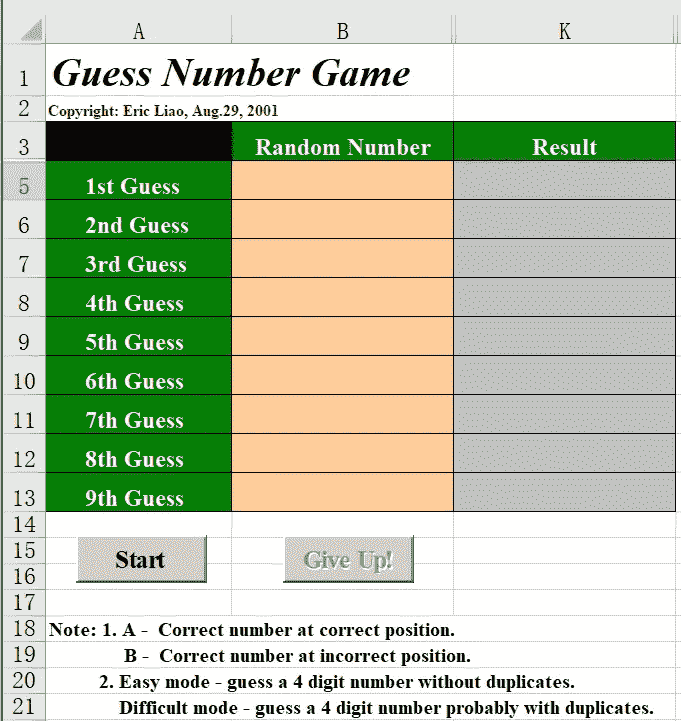 A B K
1 Guess Number Game
2 Copyright: Eric Liao, Aug.29, 2001
3 Random Number Result
5 1st Guess
6 2nd Guess
7 3rd Guess
8 4th Guess
9 5th Guess
10 6th Guess
11 7th Guess
12 8th Guess
13 9th Guess
14
15 Start Give Up!
16
17
18 Note: 1. A - Correct number at correct position.
19 B - Correct number at incorrect position.
20 2. Easy mode - guess a 4 digit number without duplicates.
21 Difficult mode - guess a 4 digit number probably with duplicates.